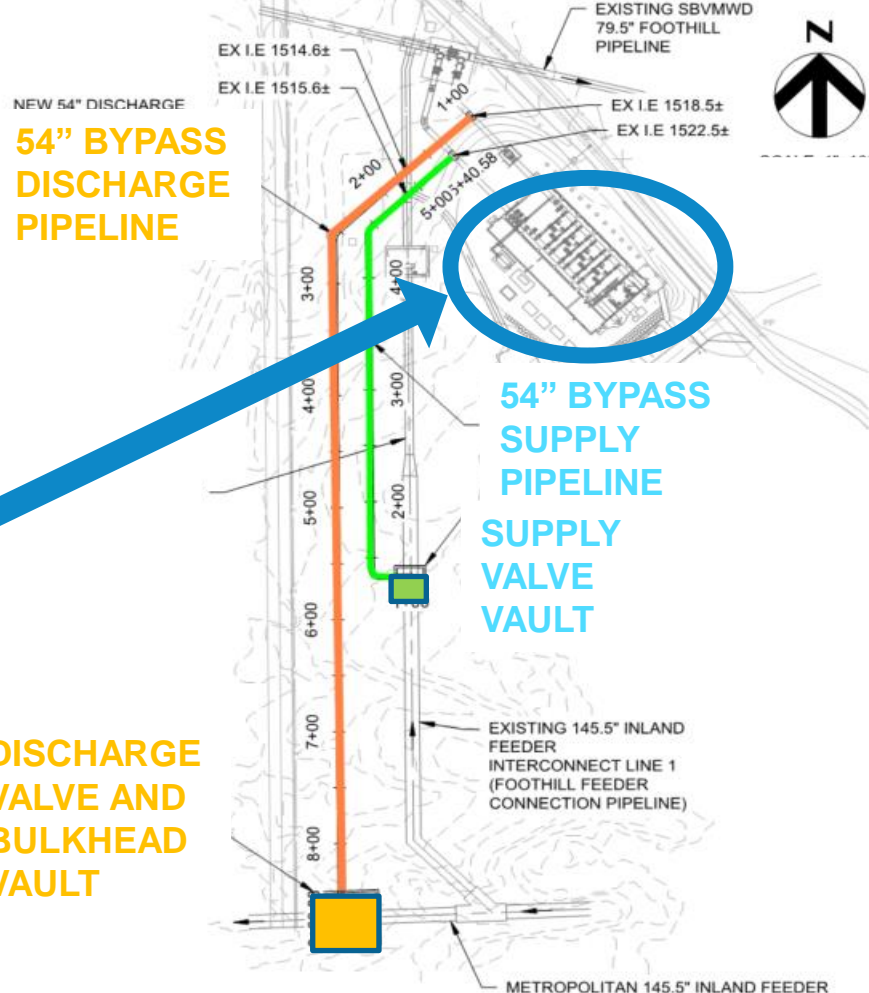 EXISTING SBVMWD
79.5" FOOTHILL
PIPELINE
N
EX I.E 1514.6±
EX I.E 1515.6±
1+00
EX I.E 1518.5±
EX I.E 1522.5±
NEW 54" DISCHARGE
54” BYPASS
DISCHARGE
PIPELINE
2+00
5+00
5+40.58
3+00
4+00
4+00
3+00
54” BYPASS
SUPPLY
PIPELINE
5+00
2+00
SUPPLY
VALVE
VAULT
6+00
7+00
EXISTING 145.5" INLAND
FEEDER
INTERCONNECT LINE 1
(FOOTHILL FEEDER
CONNECTION PIPELINE)
DISCHARGE
VALVE AND
BULKHEAD
VAULT
8+00
METROPOLITAN 145.5" INLAND FEEDER